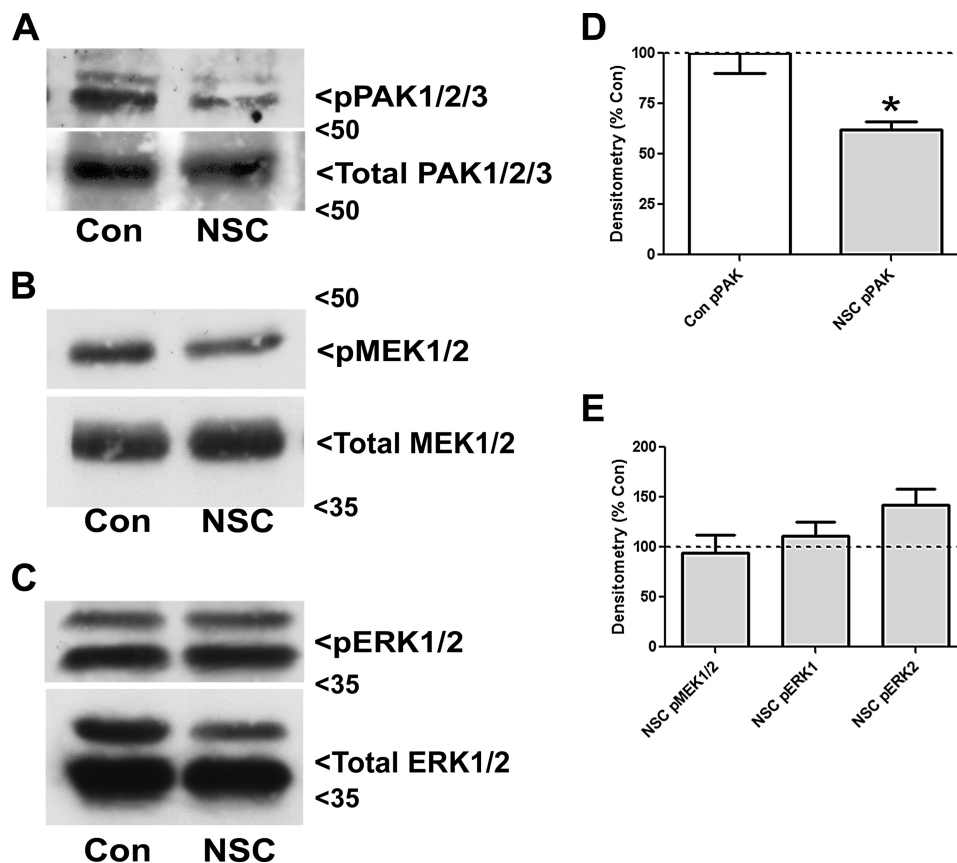 A
<pPAK1/2/3
<50
<Total PAK1/2/3
<50
Con NSC
B
<50
<pMEK1/2
<Total MEK1/2
<35
Con NSC
C
<pERK1/2
<35
<Total ERK1/2
<35
Con NSC
D
Densitometry (% Con)
100
75
50
25
0
*
Con pPAK
NSC pPAK
E
Densitometry (% Con)
200
150
100
50
0
NSC pMEK1/2
NSC pERK1
NSC pERK2